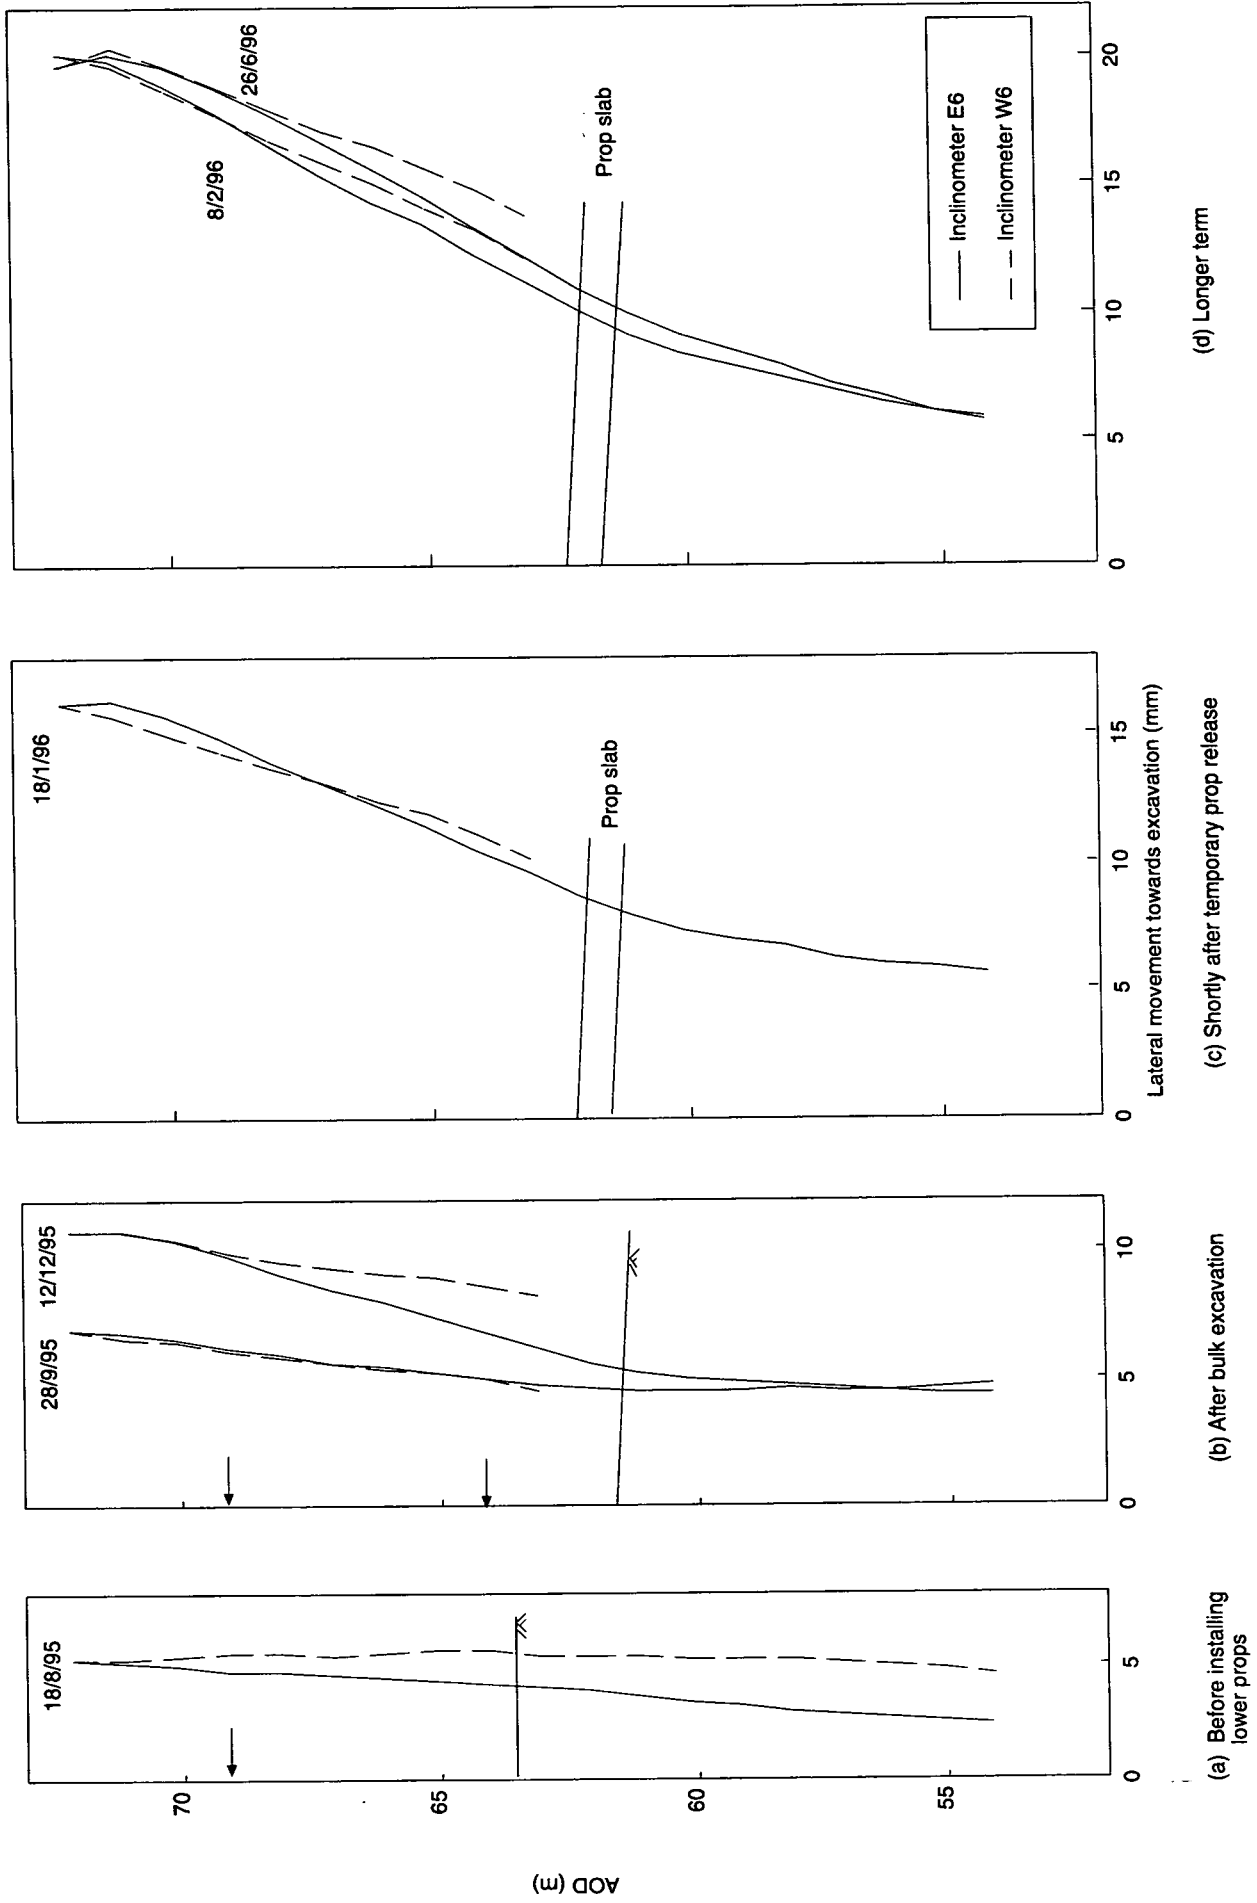 AOD (m)
70
65
60
55
18/8/95
0
5
(a) Before installing
lower props
28/9/95
12/12/95
0
5
10
(b) After bulk excavation
18/1/96
Prop slab
0
5
10
15
Lateral movement towards excavation (mm)
(c) Shortly after temporary prop release
8/2/96
26/6/96
Prop slab
Inclinometer E6
Inclinometer W6
0
5
10
15
20
(d) Longer term